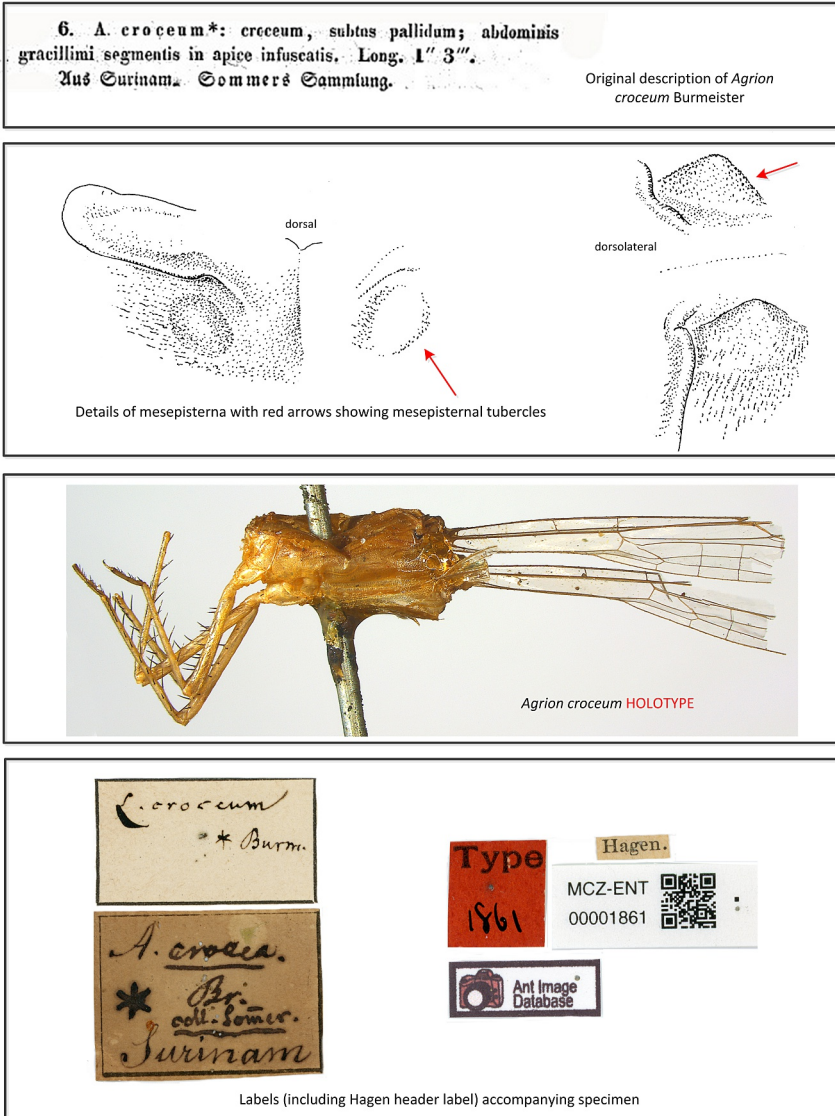 6. A. croceum*: croceum, subtus pallidum; abdominis
gracillimi segmentis in apice infuscatis. Long. 1″ 3‴.
Aus Surinam. Sommers Sammlung.
Original description of Agrion
croceum Burmeister
dorsal
dorsolateral
Details of mesepisterna with red arrows showing mesepisternal tubercles
Agrion croceum HOLOTYPE
croceum
* Burm.
A. crocea.
* Br.
coll. Som̄er.
Surinam
Type
1861
Hagen.
MCZ-ENT
00001861
Ant Image
Database
Labels (including Hagen header label) accompanying specimen